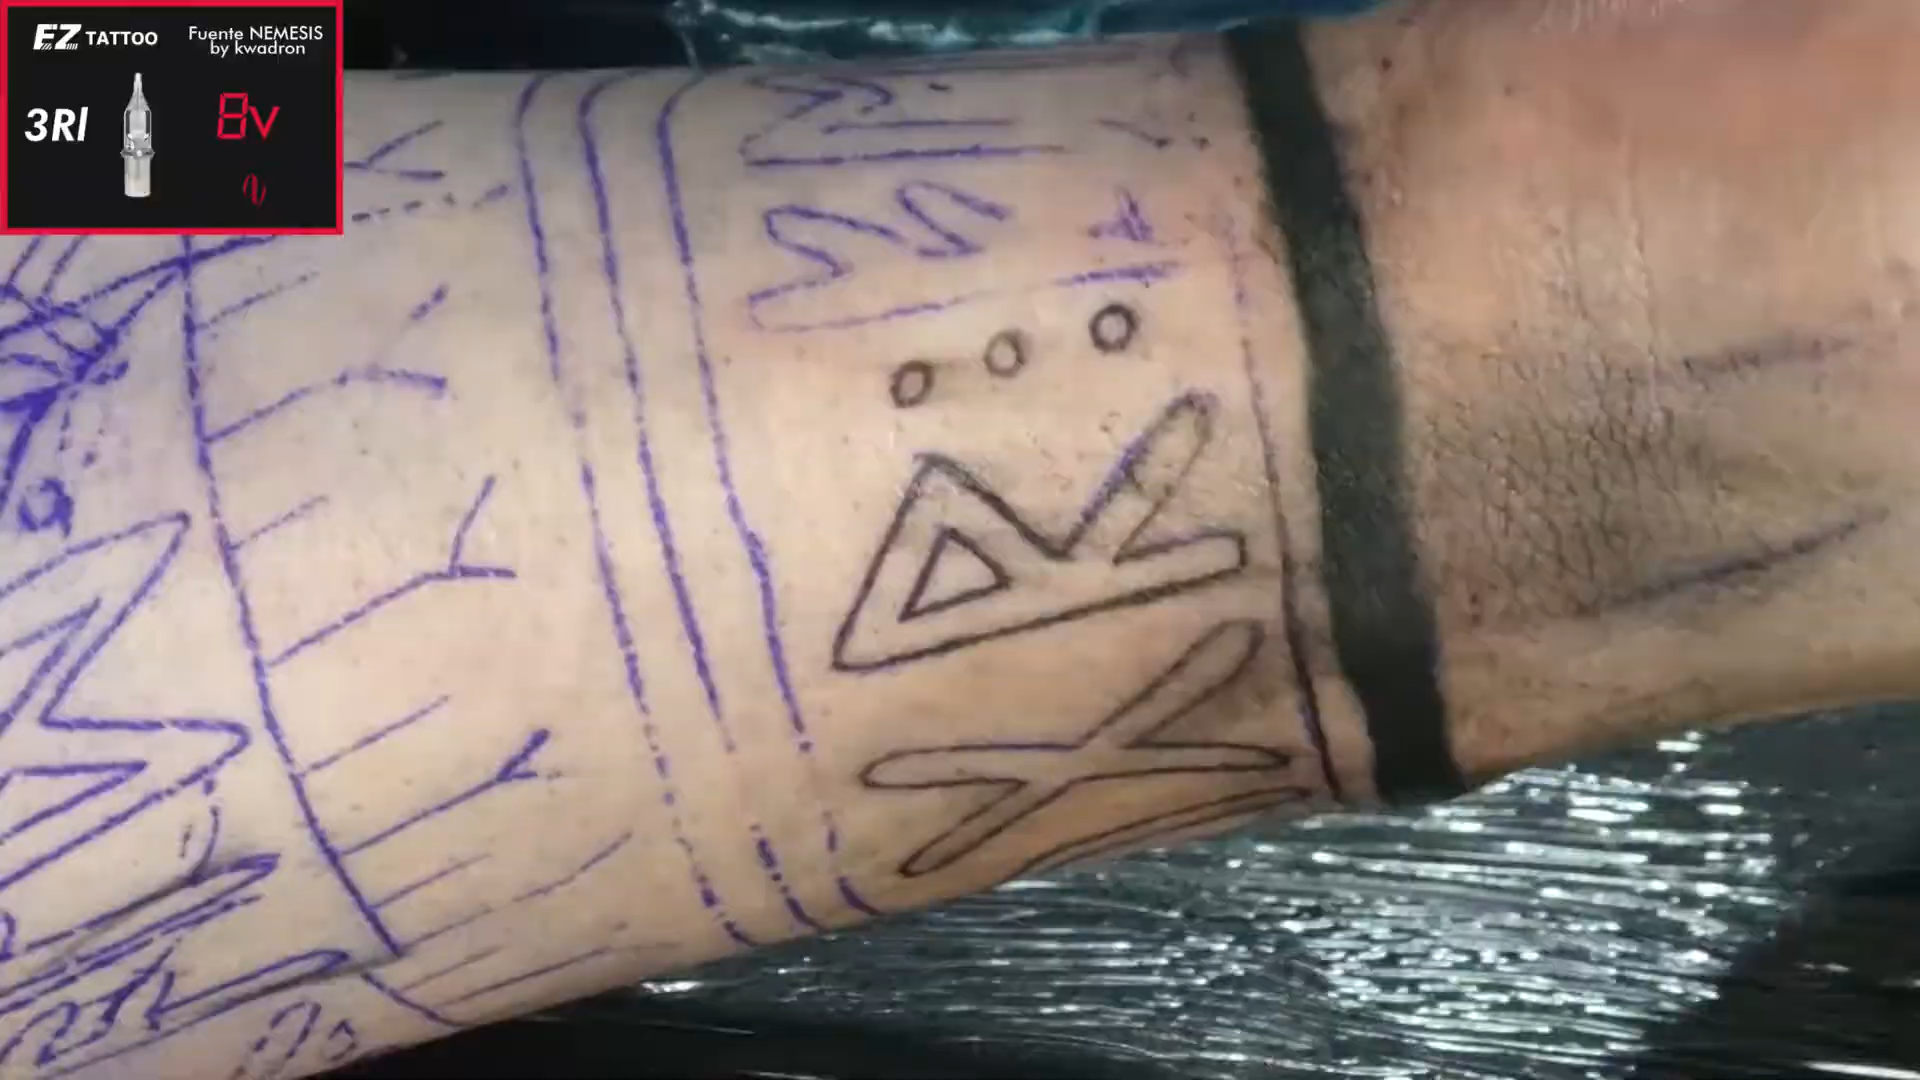 EZ TATTOO
Fuente NEMESIS
by kwadron
3Rl
8v